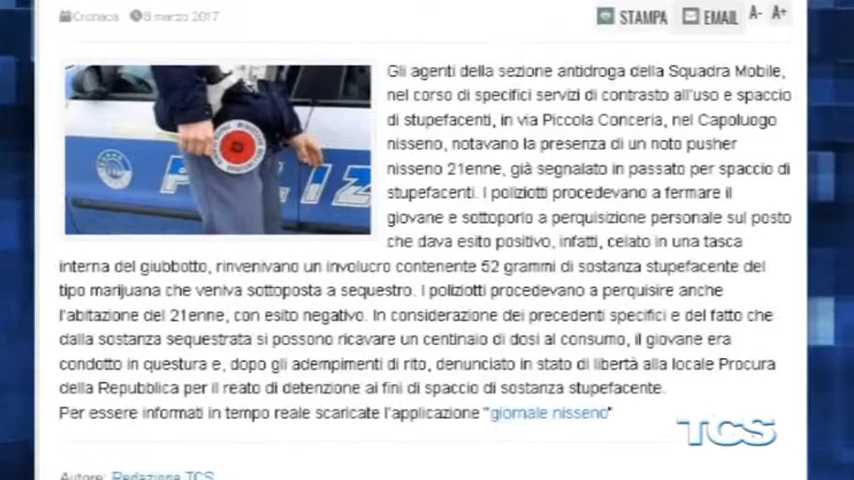 Cronaca 8 marzo 2017 STAMPA EMAIL A- A+
Gli agenti della sezione antidroga della Squadra Mobile,
nel corso di specifici servizi di contrasto all'uso e spaccio
di stupefacenti, in via Piccola Conceria, nel Capoluogo
nisseno, notavano la presenza di un noto pusher
nisseno 21enne, già segnalato in passato per spaccio di
stupefacenti. I poliziotti procedevano a fermare il
giovane e sottoporlo a perquisizione personale sul posto
che dava esito positivo, infatti, celato in una tasca
interna del giubbotto, rinvenivano un involucro contenente 52 grammi di sostanza stupefacente del
tipo marijuana che veniva sottoposta a sequestro. I poliziotti procedevano a perquisire anche
l'abitazione del 21enne, con esito negativo. In considerazione dei precedenti specifici e del fatto che
dalla sostanza sequestrata si possono ricavare un centinaio di dosi al consumo, il giovane era
condotto in questura e, dopo gli adempimenti di rito, denunciato in stato di libertà alla locale Procura
della Repubblica per il reato di detenzione ai fini di spaccio di sostanza stupefacente.
Per essere informati in tempo reale scaricate l'applicazione "giornale nisseno"
TCS
Autore: Redazione TCS